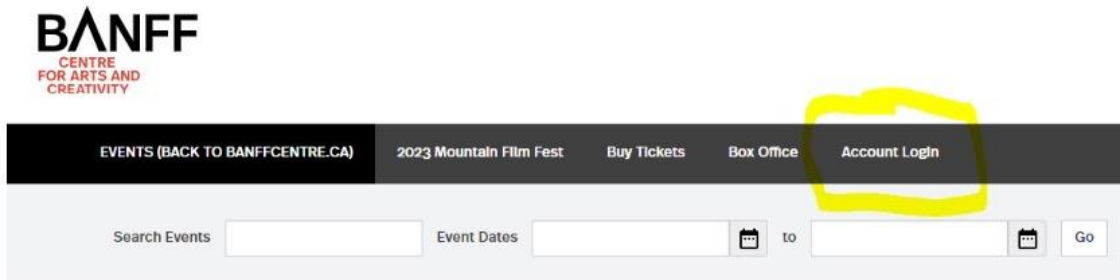 BANFF
CENTRE
FOR ARTS AND
CREATIVITY
EVENTS (BACK TO BANFFCENTRE.CA) 2023 Mountain Film Fest Buy Tickets Box Office Account Login
Search Events Event Dates to Go